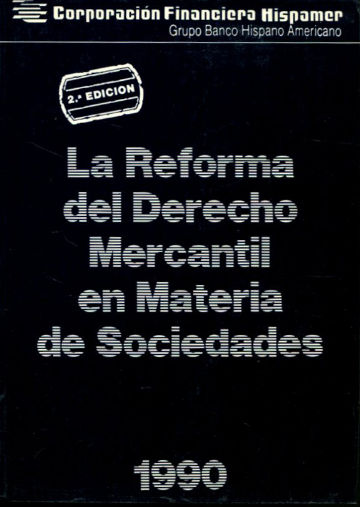 Corporación Financiera Hispamer
Grupo Banco Hispano Americano
2.ª EDICION
La Reforma
del Derecho
Mercantil
en Materia
de Sociedades
1990